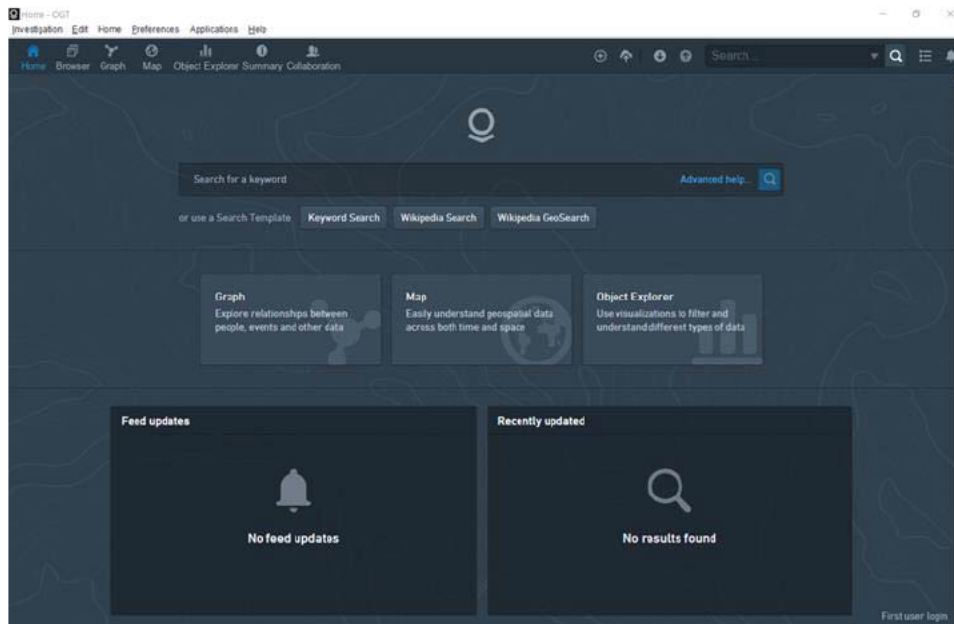 Home - OGT
Investigation Edit Home Preferences Applications Help
Home Browser Graph Map Object Explorer Summary Collaboration Search...
Search for a keyword Advanced help...
or use a Search Template Keyword Search Wikipedia Search Wikipedia GeoSearch
Graph
Explore relationships between
people, events and other data
Map
Easily understand geospatial data
across both time and space
Object Explorer
Use visualizations to filter and
understand different types of data
Feed updates
No feed updates
Recently updated
No results found
First user login